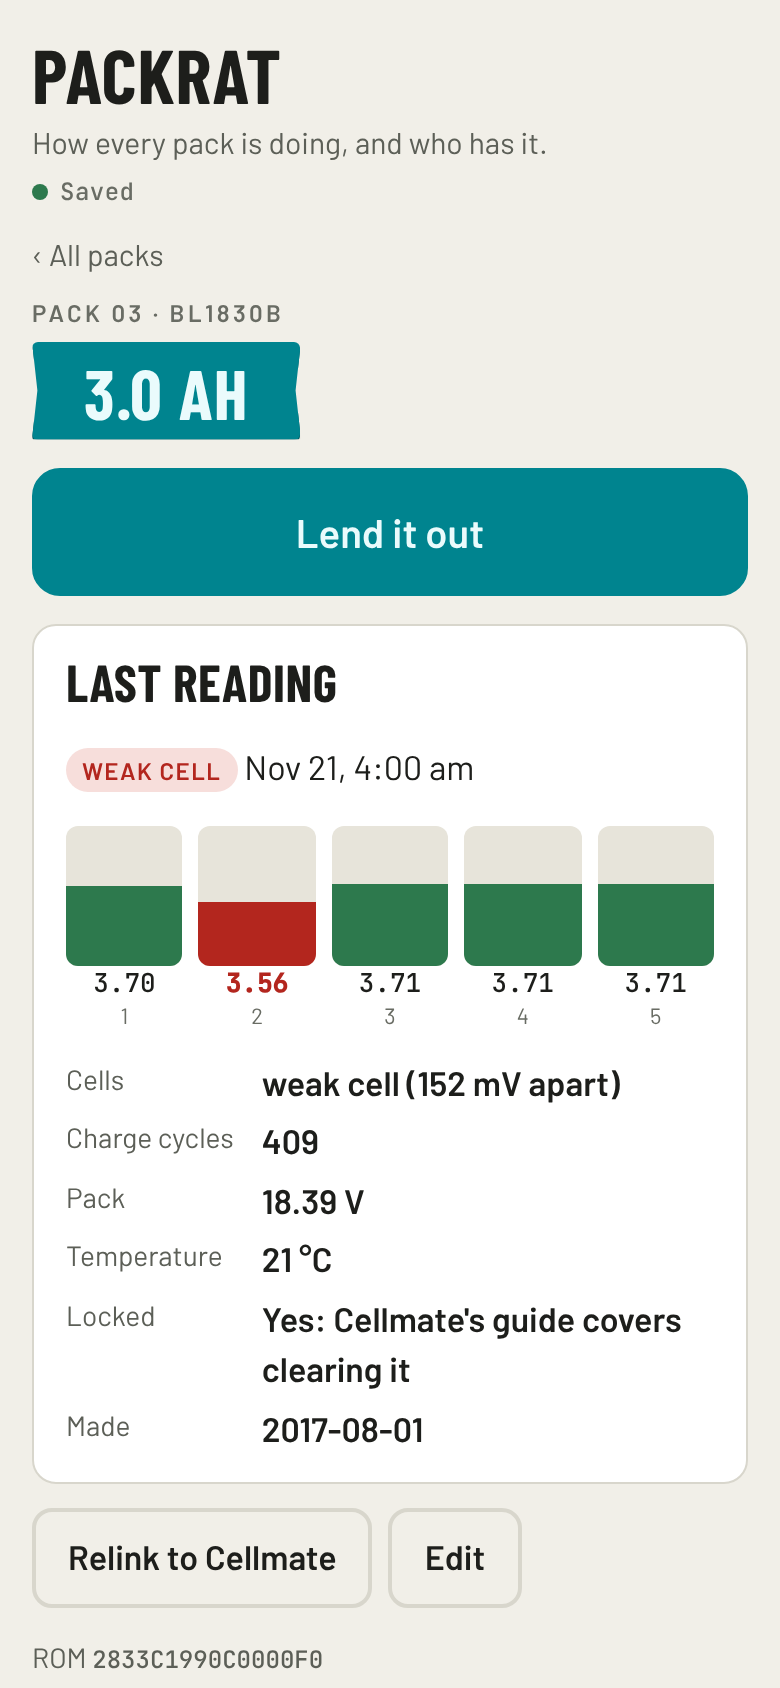 PACKRAT
How every pack is doing, and who has it.
Saved
‹ All packs
PACK 03 · BL1830B
3.0 AH
Lend it out
LAST READING
WEAK CELL Nov 21, 4:00 am
3.70 3.56 3.71 3.71 3.71
1 2 3 4 5
Cells weak cell (152 mV apart)
Charge cycles 409
Pack 18.39 V
Temperature 21 °C
Locked Yes: Cellmate's guide covers
clearing it
Made 2017-08-01
Relink to Cellmate Edit
ROM 2833C1990C0000F0